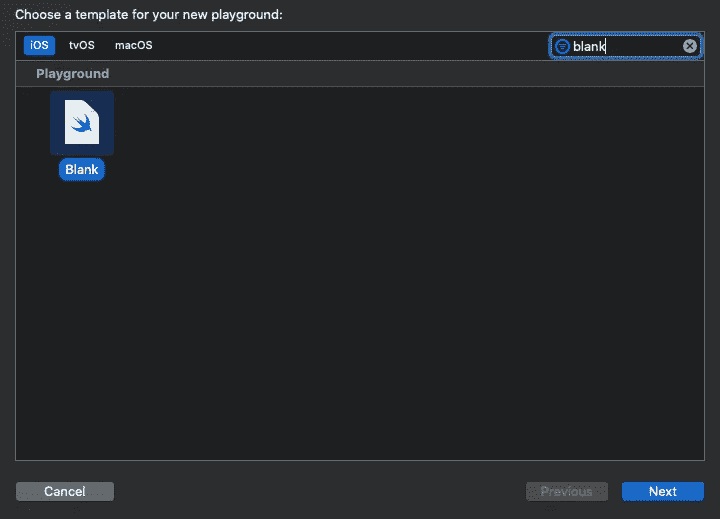 Choose a template for your new playground:
iOS tvOS macOS blank
Playground
Blank
Cancel Previous Next